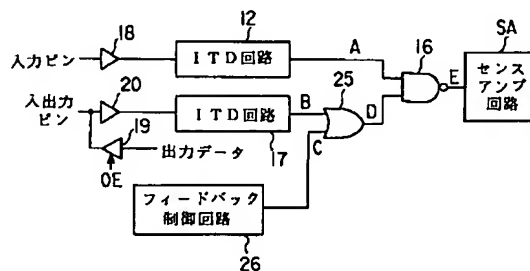 18
12
A
16
SA
入力ピン
ITD回路
E
センス
アンプ
回路
入出力
ピン
20
ITD回路
B
25
D
19
17
C
出力データ
OE
フィードバック
制御回路
26